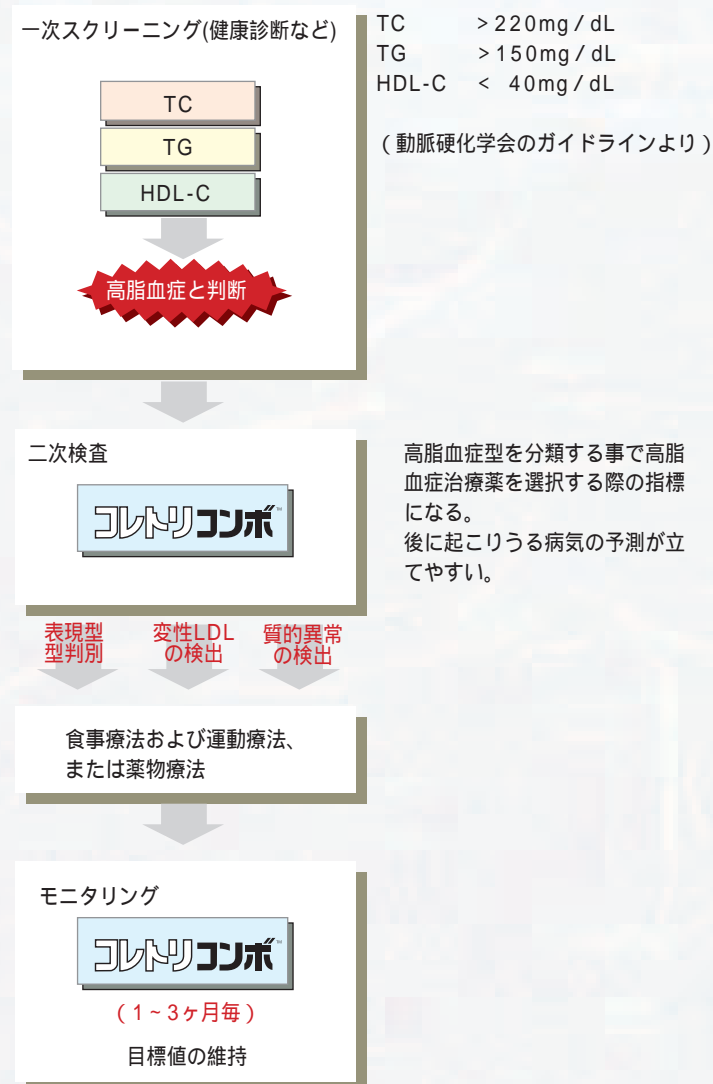 一次スクリーニング(健康診断など)
TC
TG
HDL-C
高脂血症と判断
TC >220mg/dL
TG >150mg/dL
HDL-C < 40mg/dL
(動脈硬化学会のガイドラインより)
二次検査
コレトリコンボ™
高脂血症型を分類する事で高脂
血症治療薬を選択する際の指標
になる。
後に起こりうる病気の予測が立
てやすい。
表現型
型判別
変性LDL
の検出
質的異常
の検出
食事療法および運動療法、
または薬物療法
モニタリング
コレトリコンボ™
(1~3ヶ月毎)
目標値の維持